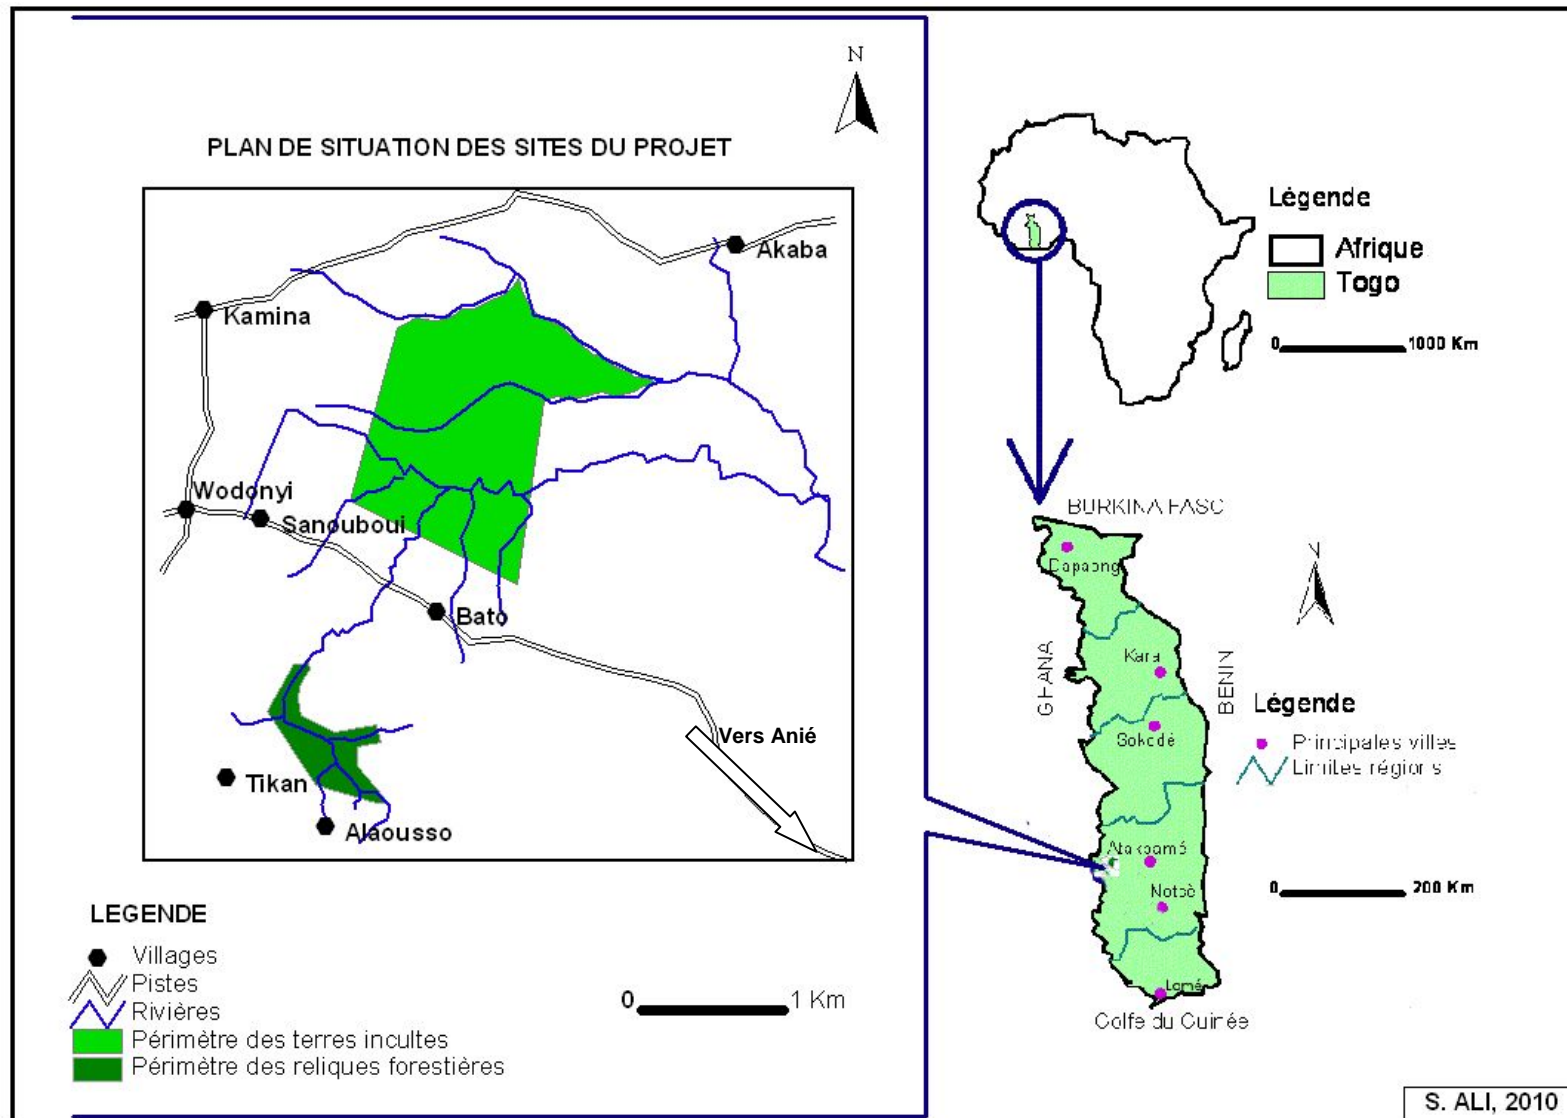 PLAN DE SITUATION DES SITES DU PROJET
N
Akaba
Kamina
Wodonyi
Sanouboui
Bato
Vers Anié
Tikan
Alaousso
LEGENDE
Villages
Pistes
Rivières
Périmètre des terres incultes
Périmètre des reliques forestières
0 1 Km
Légende
Afrique
Togo
0 1000 Km
BURKINA FASO
N
Dapaong
GHANA
Kara
BENIN
Sokodé
Légende
Principales villes
Limites régions
Atakpamé
Notsè
0 200 Km
Lomé
Golfe du Guinée
S. ALI, 2010